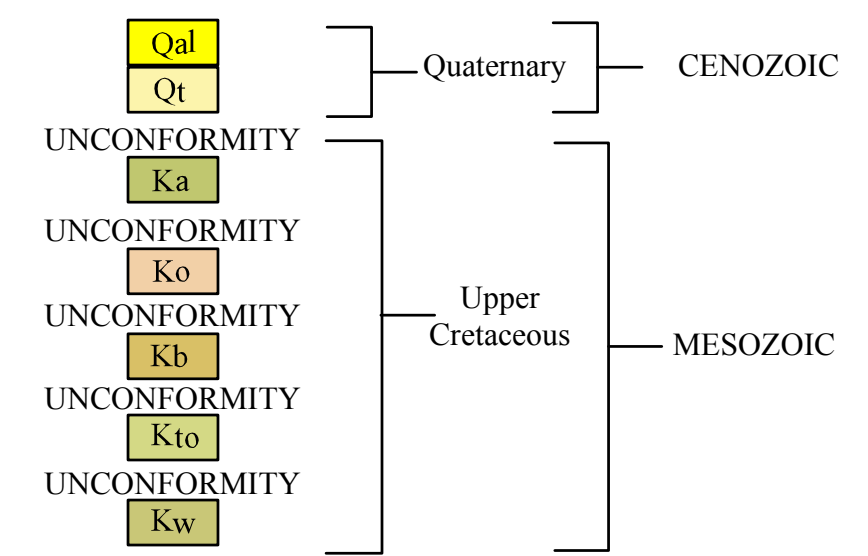 Qal
Qt
Quaternary
CENOZOIC
UNCONFORMITY
Ka
UNCONFORMITY
Ko
UNCONFORMITY
Kb
UNCONFORMITY
Kto
UNCONFORMITY
Kw
Upper
Cretaceous
MESOZOIC